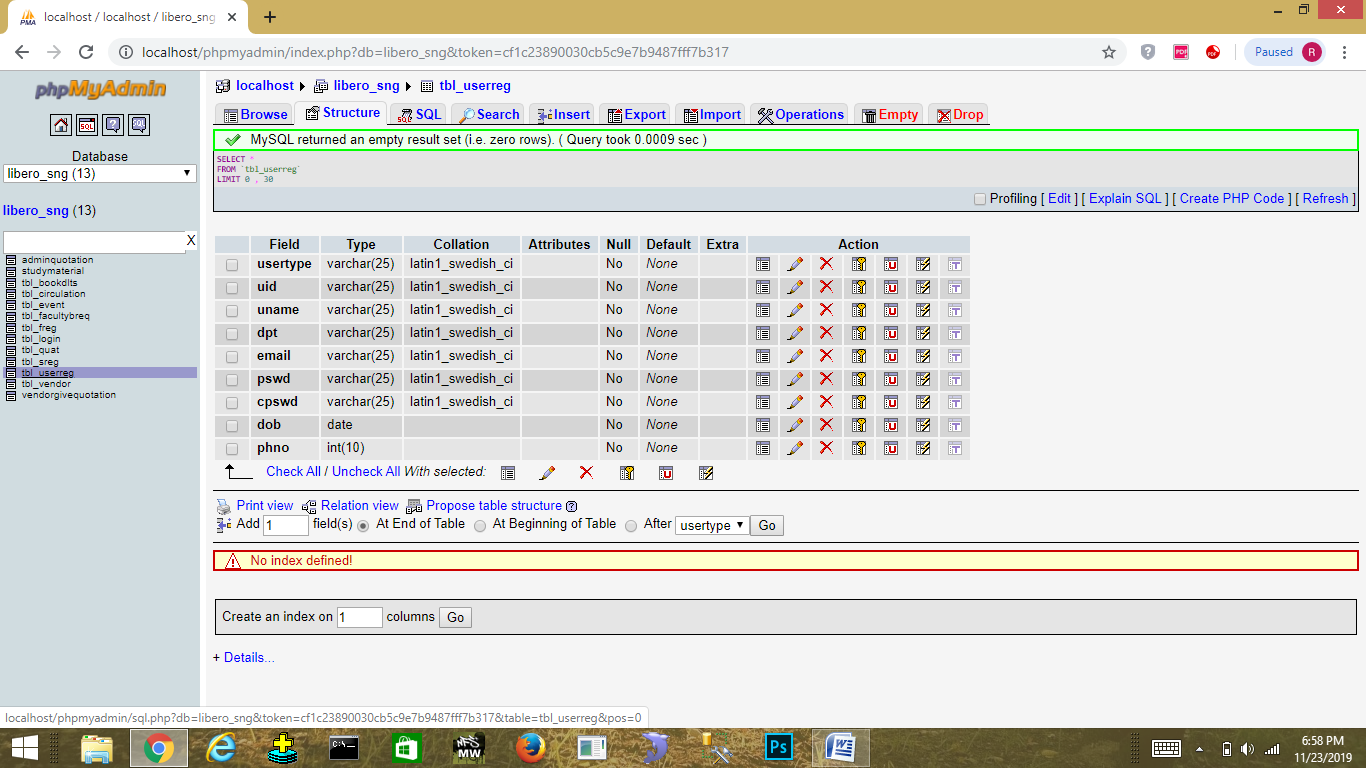 localhost / localhost / libero_sng
localhost/phpmyadmin/index.php?db=libero_sng&token=cf1c23890030cb5c9e7b9487fff7b317
PDF
Paused R
phpMyAdmin
SQL
Database
libero_sng (13)
libero_sng (13)
X
adminquotation
studymaterial
tbl_bookdlts
tbl_circulation
tbl_event
tbl_facultybreq
tbl_freg
tbl_login
tbl_quat
tbl_sreg
tbl_userreg
tbl_vendor
vendorgivequotation
localhost libero_sng tbl_userreg
Browse Structure SQL Search Insert Export Import Operations Empty Drop
MySQL returned an empty result set (i.e. zero rows). ( Query took 0.0009 sec )
SELECT *
FROM `tbl_userreg`
LIMIT 0 , 30
Profiling [ Edit ] [ Explain SQL ] [ Create PHP Code ] [ Refresh ]
Field Type Collation Attributes Null Default Extra Action
usertype varchar(25) latin1_swedish_ci No None
uid varchar(25) latin1_swedish_ci No None
uname varchar(25) latin1_swedish_ci No None
dpt varchar(25) latin1_swedish_ci No None
email varchar(25) latin1_swedish_ci No None
pswd varchar(25) latin1_swedish_ci No None
cpswd varchar(25) latin1_swedish_ci No None
dob date No None
phno int(10) No None
Check All / Uncheck All With selected:
Print view Relation view Propose table structure
Add 1 field(s) At End of Table At Beginning of Table After usertype Go
No index defined!
Create an index on 1 columns Go
+ Details...
localhost/phpmyadmin/sql.php?db=libero_sng&token=cf1c23890030cb5c9e7b9487fff7b317&table=tbl_userreg&pos=0
MW
Ps
W
6:58 PM
11/23/2019